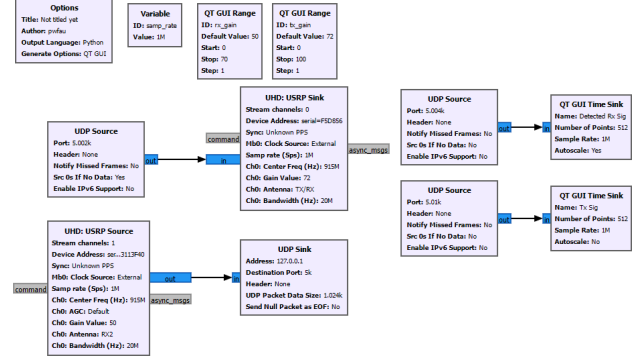 Options
Title: Not titled yet
Author: pwfau
Output Language: Python
Generate Options: QT GUI
Variable
ID: samp_rate
Value: 1M
QT GUI Range
ID: rx_gain
Default Value: 50
Start: 0
Stop: 70
Step: 1
QT GUI Range
ID: tx_gain
Default Value: 72
Start: 0
Stop: 100
Step: 1
UDP Source
Port: 5.002k
Header: None
Notify Missed Frames: No
Src 0s If No Data: Yes
Enable IPv6 Support: No
out
UHD: USRP Sink
Stream channels: 0
Device Address: serial=F5D856
Sync: Unknown PPS
Mb0: Clock Source: External
Samp rate (Sps): 1M
Ch0: Center Freq (Hz): 915M
Ch0: Gain Value: 72
Ch0: Antenna: TX/RX
Ch0: Bandwidth (Hz): 20M
command
in
async_msgs
UDP Source
Port: 5.004k
Header: None
Notify Missed Frames: No
Src 0s If No Data: No
Enable IPv6 Support: No
out
in
QT GUI Time Sink
Name: Detected Rx Sig
Number of Points: 512
Sample Rate: 1M
Autoscale: Yes
UDP Source
Port: 5.01k
Header: None
Notify Missed Frames: No
Src 0s If No Data: No
Enable IPv6 Support: No
out
in
QT GUI Time Sink
Name: Tx Sig
Number of Points: 512
Sample Rate: 1M
Autoscale: No
UHD: USRP Source
Stream channels: 1
Device Address: ser...3113F40
Sync: Unknown PPS
Mb0: Clock Source: External
Samp rate (Sps): 1M
Ch0: Center Freq (Hz): 915M
Ch0: AGC: Default
Ch0: Gain Value: 50
Ch0: Antenna: RX2
Ch0: Bandwidth (Hz): 20M
command
out
async_msgs
in
UDP Sink
Address: 127.0.0.1
Destination Port: 5k
Header: None
UDP Packet Data Size: 1.024k
Send Null Packet as EOF: No